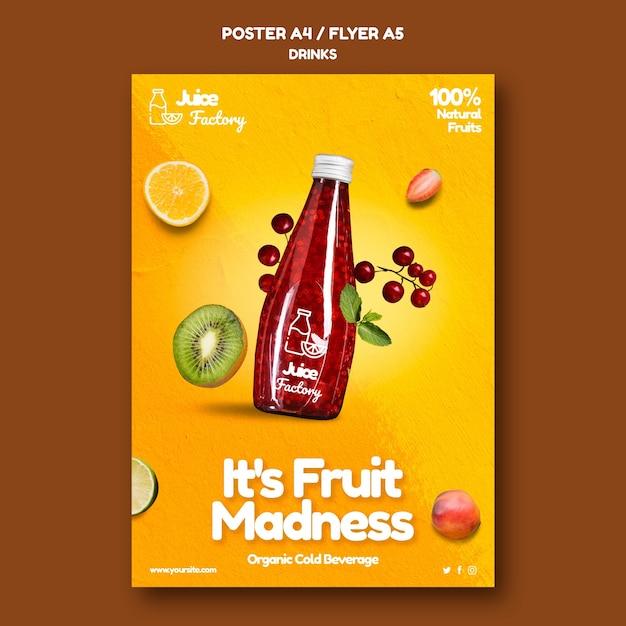 POSTER A4 / FLYER A5
DRINKS
Juice
Factory
100%
Natural
Fruits
Juice
Factory
It's Fruit
Madness
Organic Cold Beverage
www.yoursite.com